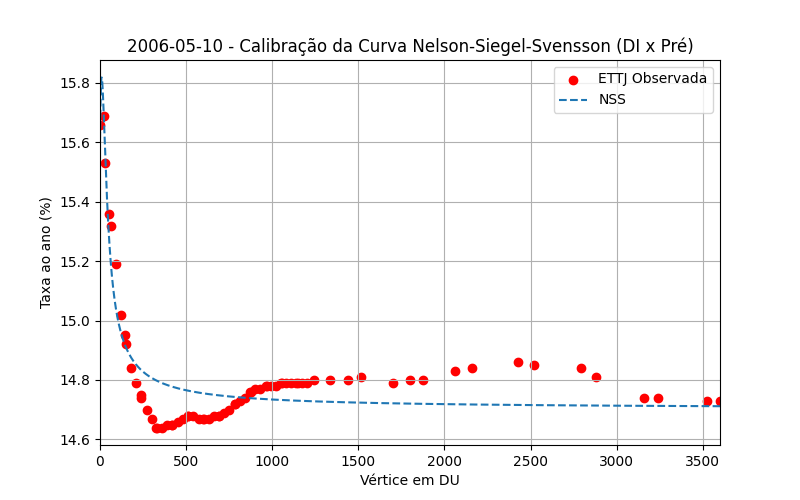 2006-05-10 - Calibração da Curva Nelson-Siegel-Svensson (DI x Pré)
ETTJ Observada
NSS
Taxa ao ano (%)
15.8
15.6
15.4
15.2
15.0
14.8
14.6
0 500 1000 1500 2000 2500 3000 3500
Vértice em DU